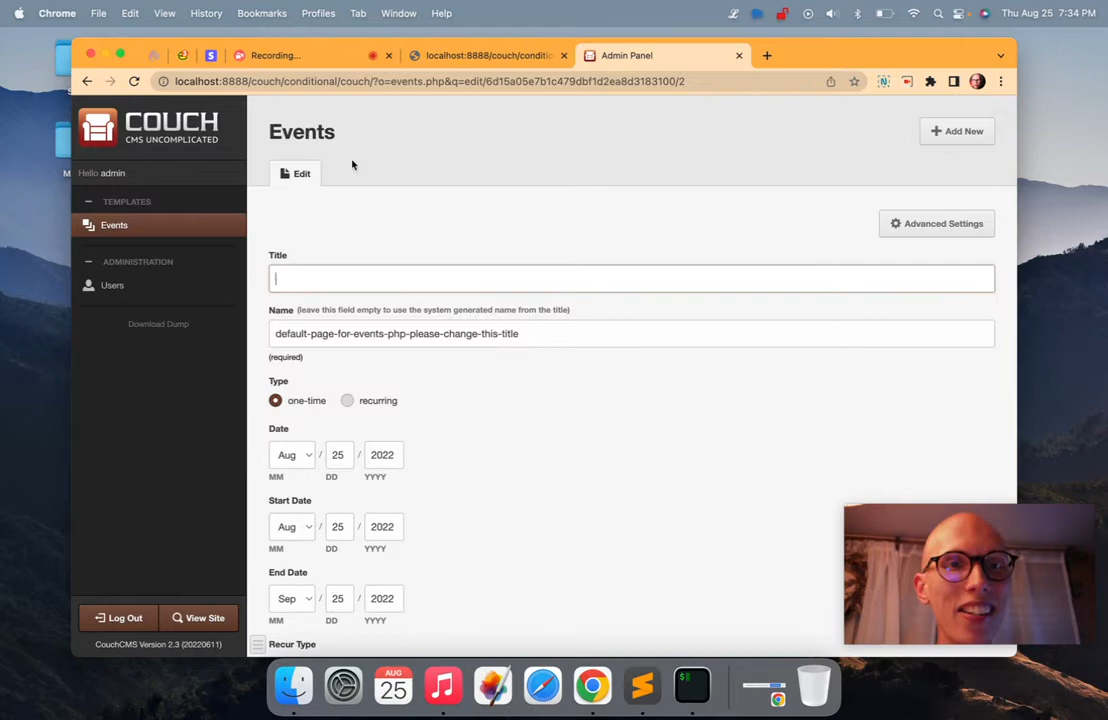 Chrome File Edit View History Bookmarks Profiles Tab Window Help Thu Aug 25 7:34 PM
Recording... localhost:8888/couch/conditio Admin Panel
localhost:8888/couch/conditional/couch/?o=events.php&q=edit/6d15a05e7b1c479dbf1d2ea8d3183100/2
COUCH
CMS UNCOMPLICATED
Hello admin
TEMPLATES
Events
ADMINISTRATION
Users
Download Dump
Log Out View Site
CouchCMS Version 2.3 (20220611)
Events
Add New
Edit
Advanced Settings
Title
Name (leave this field empty to use the system generated name from the title)
default-page-for-events-php-please-change-this-title
(required)
Type
one-time recurring
Date
Aug / 25 / 2022
MM DD YYYY
Start Date
Aug / 25 / 2022
MM DD YYYY
End Date
Sep / 25 / 2022
MM DD YYYY
Recur Type
AUG
25